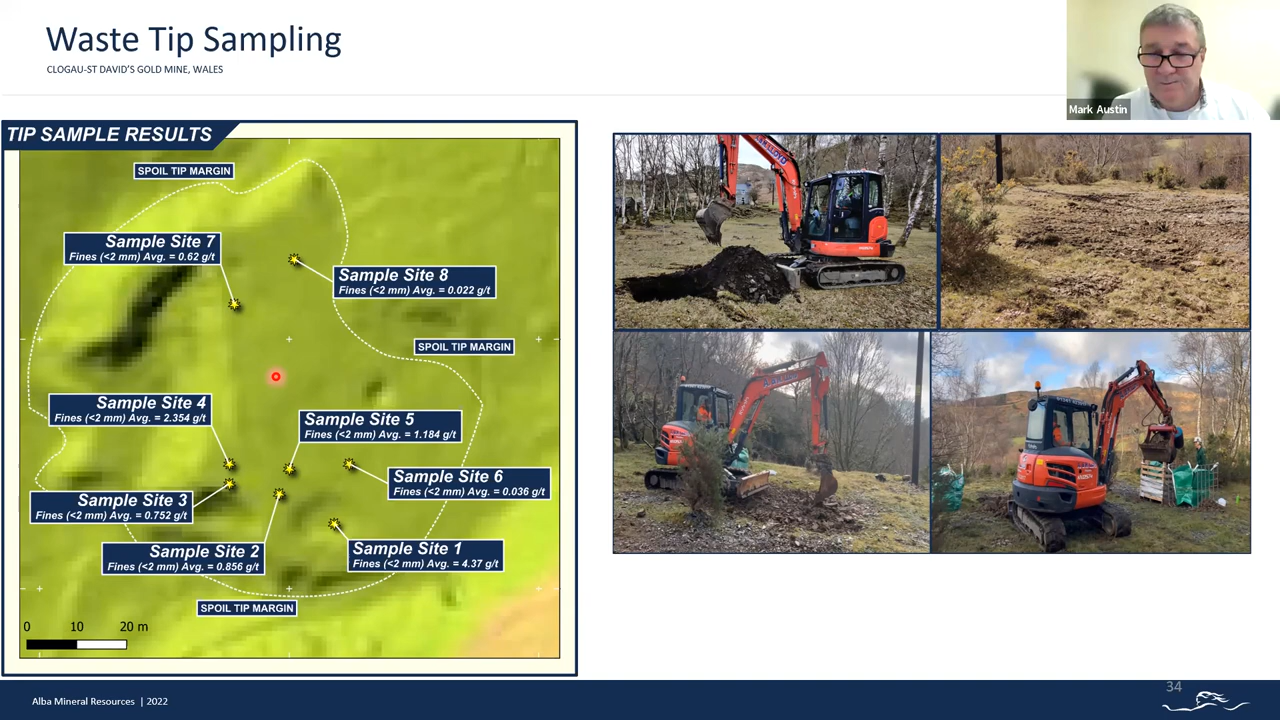 Waste Tip Sampling
CLOGAU-ST DAVID'S GOLD MINE, WALES
Mark Austin
TIP SAMPLE RESULTS
SPOIL TIP MARGIN
Sample Site 7
Fines (<2 mm) Avg. = 0.62 g/t
Sample Site 8
Fines (<2 mm) Avg. = 0.022 g/t
SPOIL TIP MARGIN
Sample Site 4
Fines (<2 mm) Avg. = 2.354 g/t
Sample Site 5
Fines (<2 mm) Avg. = 1.184 g/t
Sample Site 6
Fines (<2 mm) Avg. = 0.036 g/t
Sample Site 3
Fines (<2 mm) Avg. = 0.752 g/t
Sample Site 2
Fines (<2 mm) Avg. = 0.856 g/t
Sample Site 1
Fines (<2 mm) Avg. = 4.37 g/t
SPOIL TIP MARGIN
0 10 20 m
Alba Mineral Resources | 2022
34